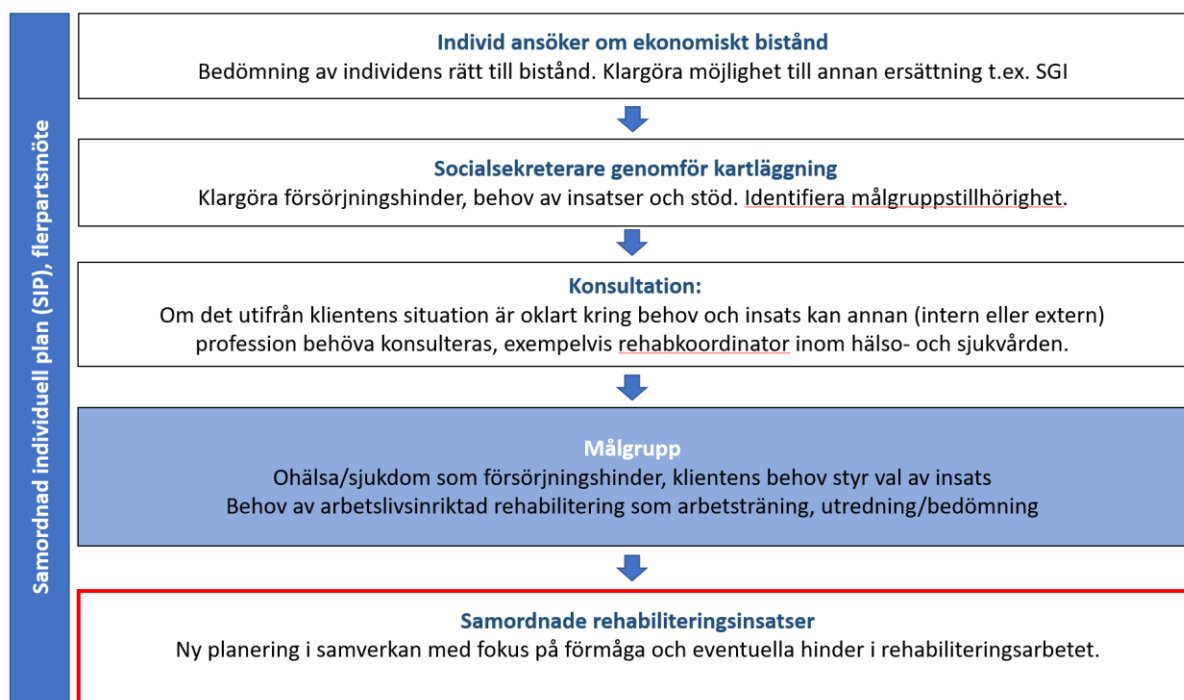 Samordnad individuell plan (SIP), flerpartsmöte
Individ ansöker om ekonomiskt bistånd
Bedömning av individens rätt till bistånd. Klargöra möjlighet till annan ersättning t.ex. SGI
Socialsekreterare genomför kartläggning
Klargöra försörjningshinder, behov av insatser och stöd. Identifiera målgruppstillhörighet.
Konsultation:
Om det utifrån klientens situation är oklart kring behov och insats kan annan (intern eller extern)
profession behöva konsulteras, exempelvis rehabkoordinator inom hälso- och sjukvården.
Målgrupp
Ohälsa/sjukdom som försörjningshinder, klientens behov styr val av insats
Behov av arbetslivsinriktad rehabilitering som arbetsträning, utredning/bedömning
Samordnade rehabiliteringsinsatser
Ny planering i samverkan med fokus på förmåga och eventuella hinder i rehabiliteringsarbetet.